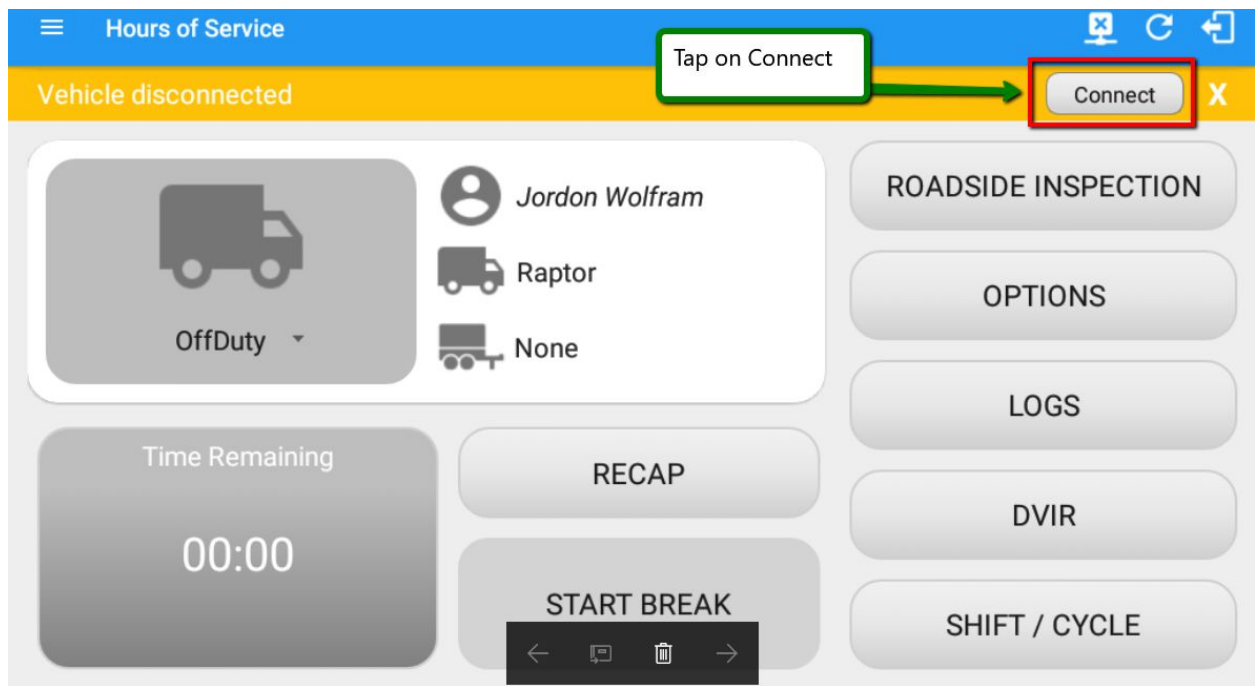 Hours of Service
Tap on Connect
Vehicle disconnected
Connect
X
Jordon Wolfram
Raptor
None
OffDuty
ROADSIDE INSPECTION
OPTIONS
LOGS
DVIR
SHIFT / CYCLE
Time Remaining
00:00
RECAP
START BREAK